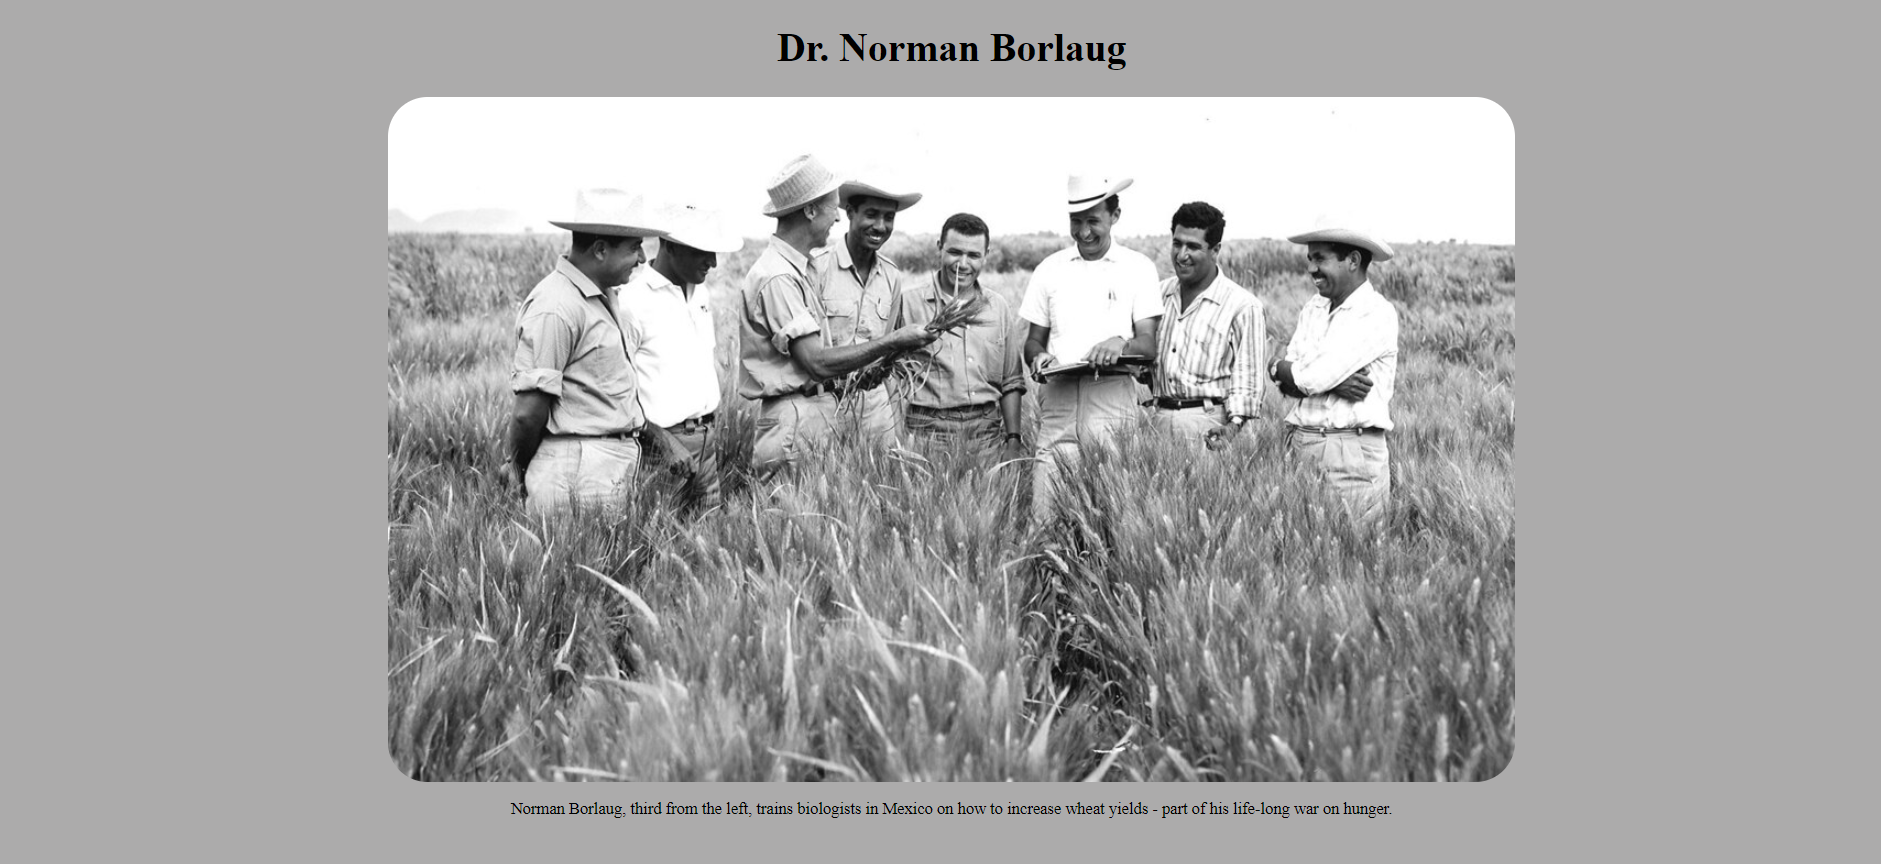 Dr. Norman Borlaug
Norman Borlaug, third from the left, trains biologists in Mexico on how to increase wheat yields - part of his life-long war on hunger.